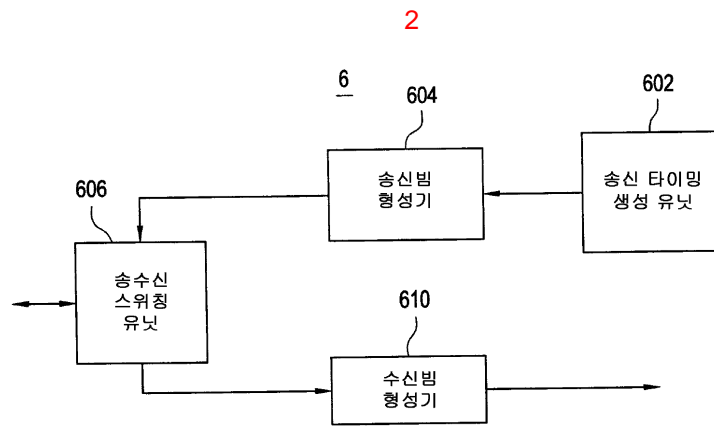 2
6
604
602
송신빔
형성기
송신 타이밍
생성 유닛
606
송수신
스위칭
유닛
610
수신빔
형성기